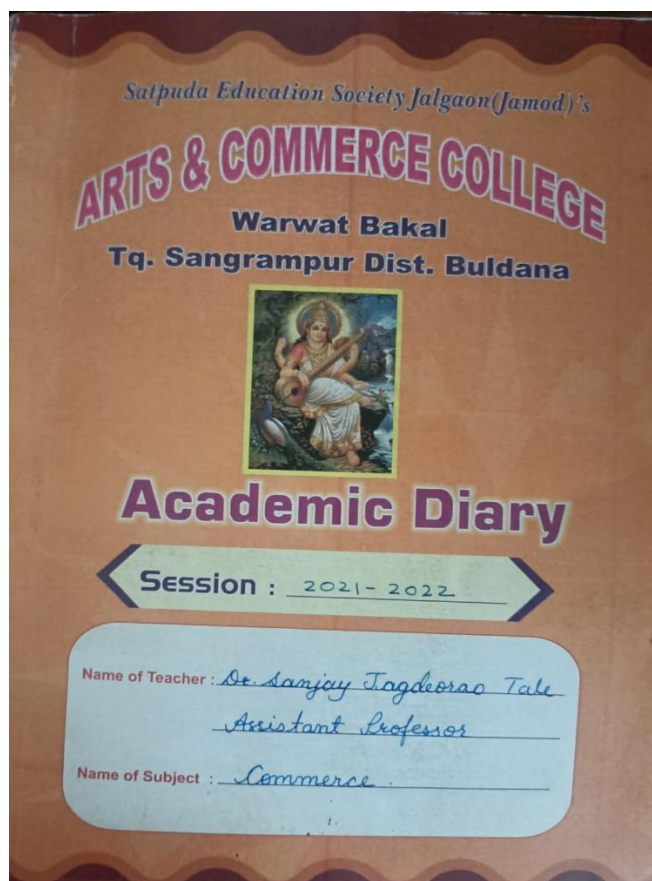 Satpuda Education Society Jalgaon(Jamod)'s
ARTS & COMMERCE COLLEGE
Warwat Bakal
Tq. Sangrampur Dist. Buldana
Academic Diary
Session : 2021-2022
Name of Teacher : Dr. Sanjay Jagdeorao Tale
Assistant Professor
Name of Subject : Commerce.